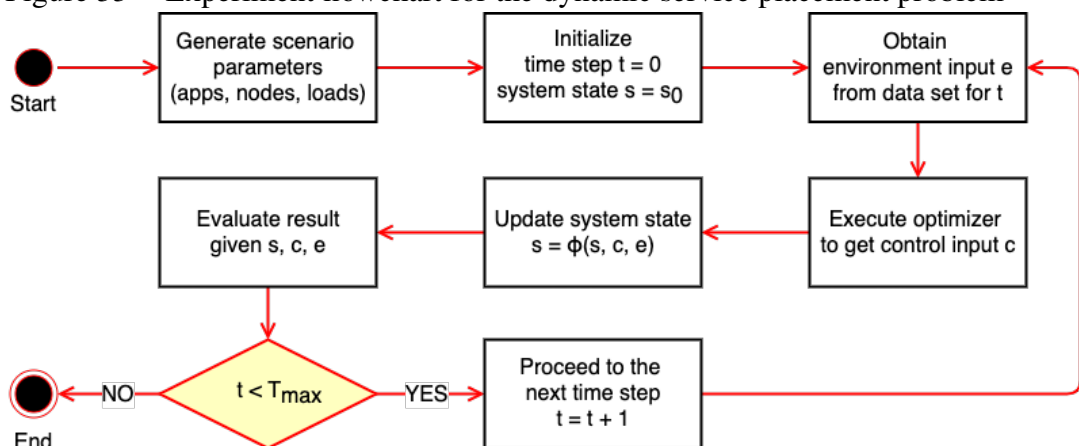 Figure 33 – Experiment flowchart for the dynamic service placement problem
Start
Generate scenario
parameters
(apps, nodes, loads)
Initialize
time step t = 0
system state s = s0
Obtain
environment input e
from data set for t
Evaluate result
given s, c, e
Update system state
s = ϕ(s, c, e)
Execute optimizer
to get control input c
End
NO
t < Tmax
YES
Proceed to the
next time step
t = t + 1